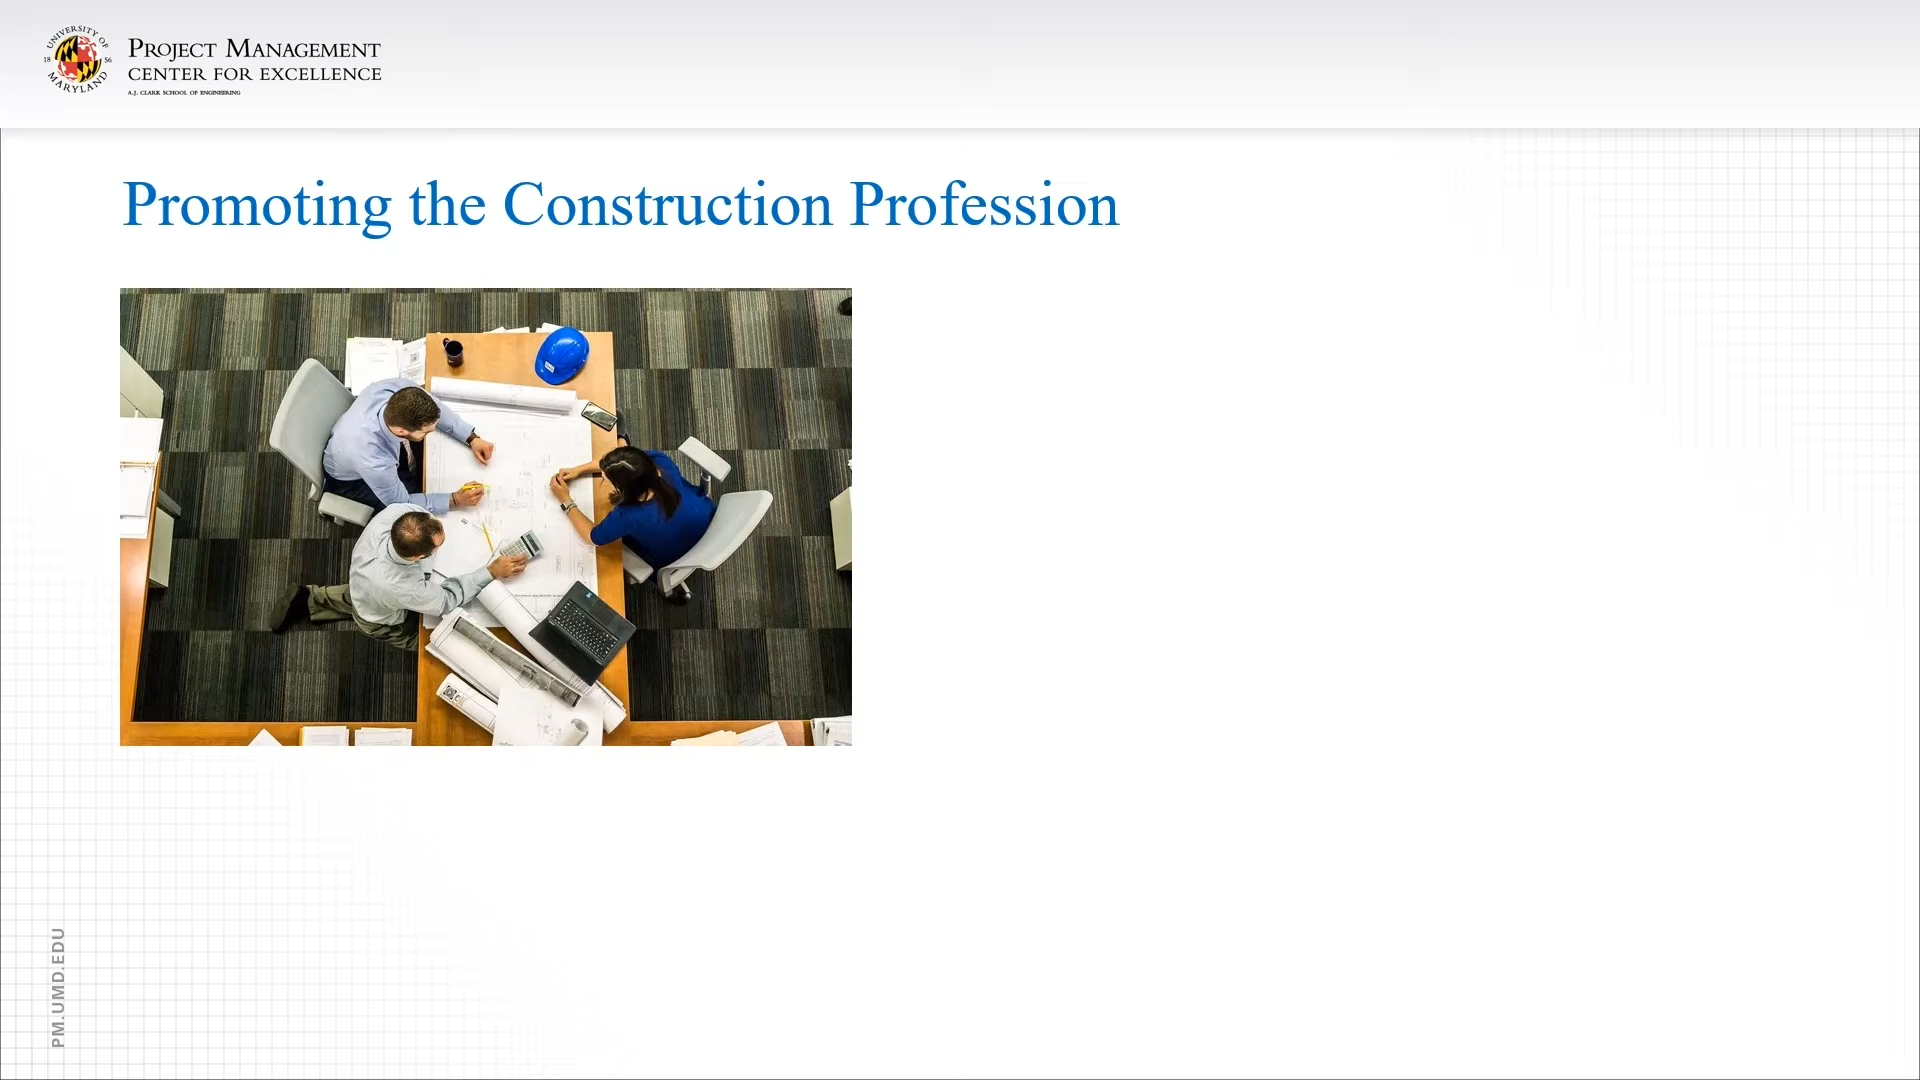 UNIVERSITY OF
18 56
MARYLAND
PROJECT MANAGEMENT
CENTER FOR EXCELLENCE
A.J. CLARK SCHOOL OF ENGINEERING
Promoting the Construction Profession
PM.UMD.EDU